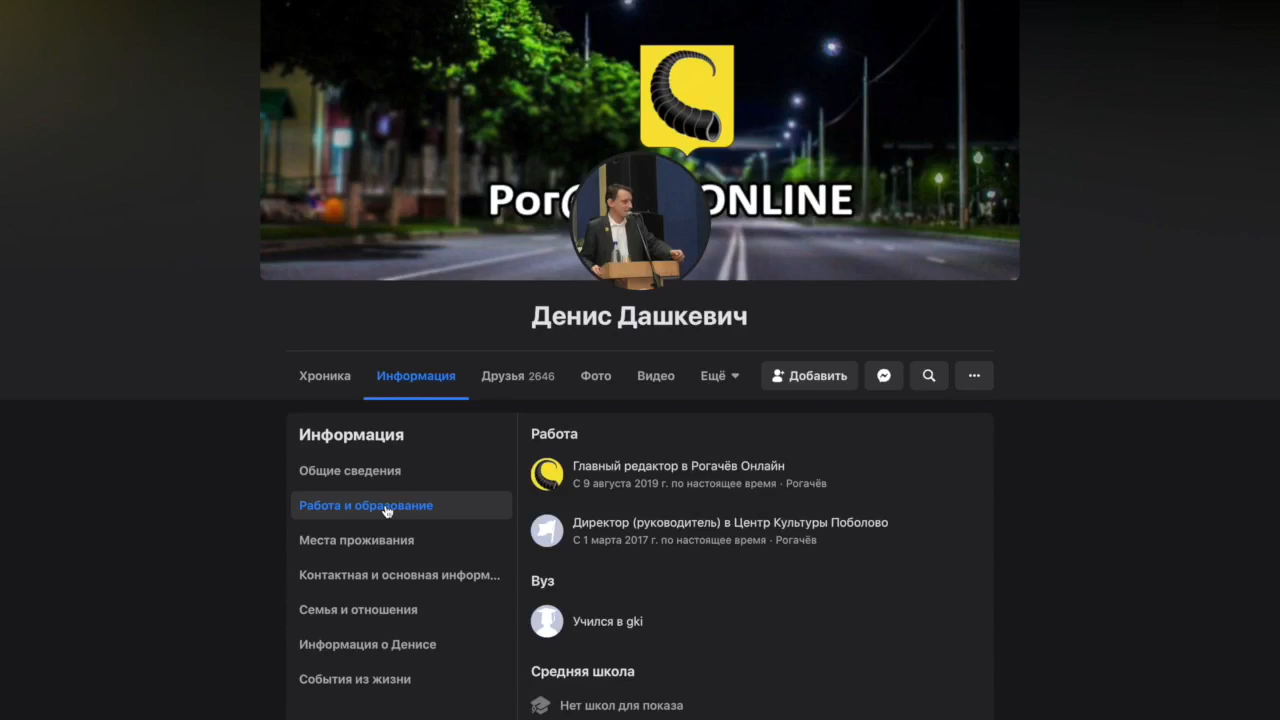 Рог
ONLINE
Денис Дашкевич
Хроника Информация Друзья 2646 Фото Видео Ещё Добавить
Информация
Общие сведения
Работа и образование
Места проживания
Контактная и основная информ...
Семья и отношения
Информация о Денисе
События из жизни
Работа
Главный редактор в Рогачёв Онлайн
С 9 августа 2019 г. по настоящее время · Рогачёв
Директор (руководитель) в Центр Культуры Поболово
С 1 марта 2017 г. по настоящее время · Рогачёв
Вуз
Учился в gki
Средняя школа
Нет школ для показа